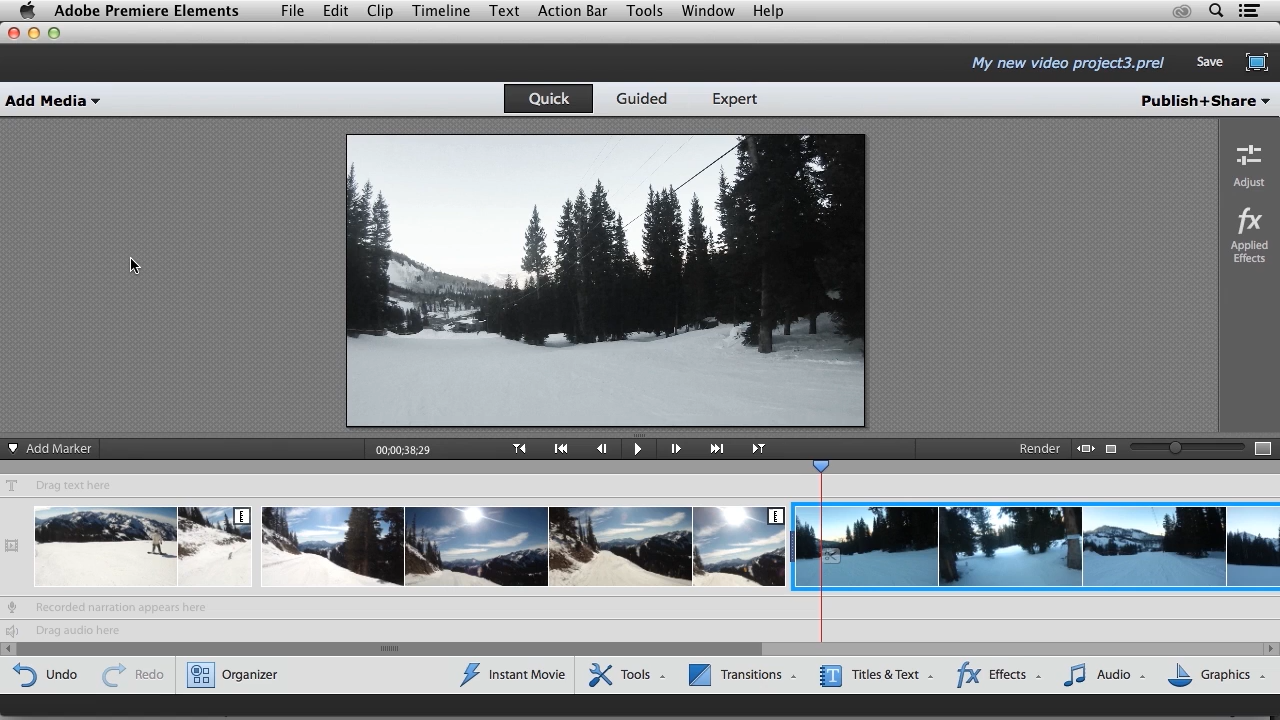 Adobe Premiere Elements File Edit Clip Timeline Text Action Bar Tools Window Help
My new video project3.prel Save
Add Media Quick Guided Expert Publish+Share
Adjust
fx
Applied
Effects
Add Marker 00;00;38;29 Render
T Drag text here
Recorded narration appears here
Drag audio here
Undo Redo Organizer Instant Movie Tools Transitions T Titles & Text fx Effects Audio Graphics